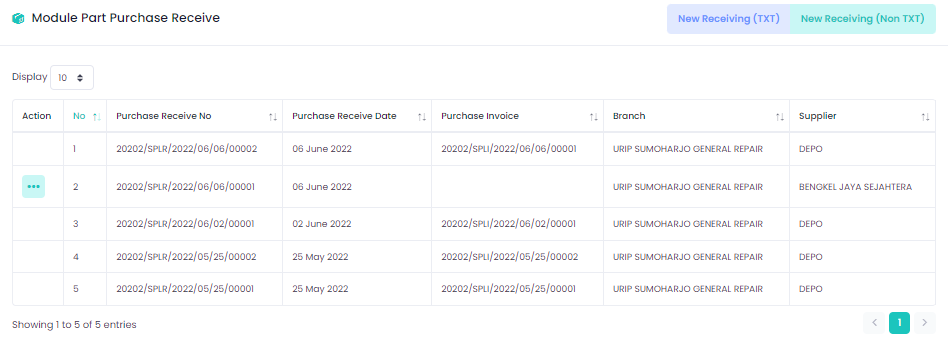 Module Part Purchase Receive
New Receiving (TXT) New Receiving (Non TXT)
Display 10
Action No Purchase Receive No Purchase Receive Date Purchase Invoice Branch Supplier
1 20202/SPLR/2022/06/06/00002 06 June 2022 20202/SPLI/2022/06/06/00001 URIP SUMOHARJO GENERAL REPAIR DEPO
2 20202/SPLR/2022/06/06/00001 06 June 2022 URIP SUMOHARJO GENERAL REPAIR BENGKEL JAYA SEJAHTERA
3 20202/SPLR/2022/06/02/00001 02 June 2022 20202/SPLI/2022/06/02/00001 URIP SUMOHARJO GENERAL REPAIR DEPO
4 20202/SPLR/2022/05/25/00002 25 May 2022 20202/SPLI/2022/05/25/00002 URIP SUMOHARJO GENERAL REPAIR DEPO
5 20202/SPLR/2022/05/25/00001 25 May 2022 20202/SPLI/2022/05/25/00001 URIP SUMOHARJO GENERAL REPAIR DEPO
Showing 1 to 5 of 5 entries
1